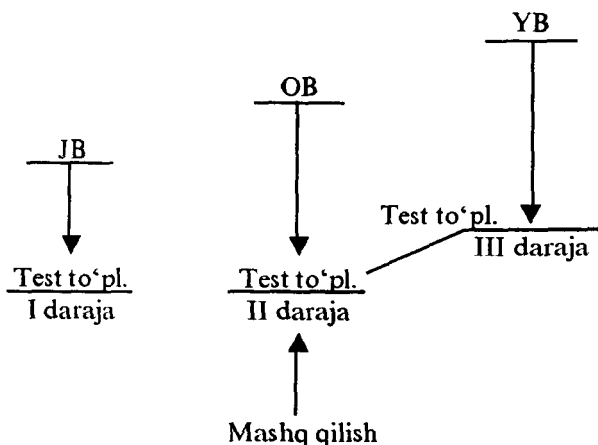 YB
OB
JB
Test to‘pl.
III daraja
Test to‘pl.
I daraja
Test to‘pl.
II daraja
Mashq qilish